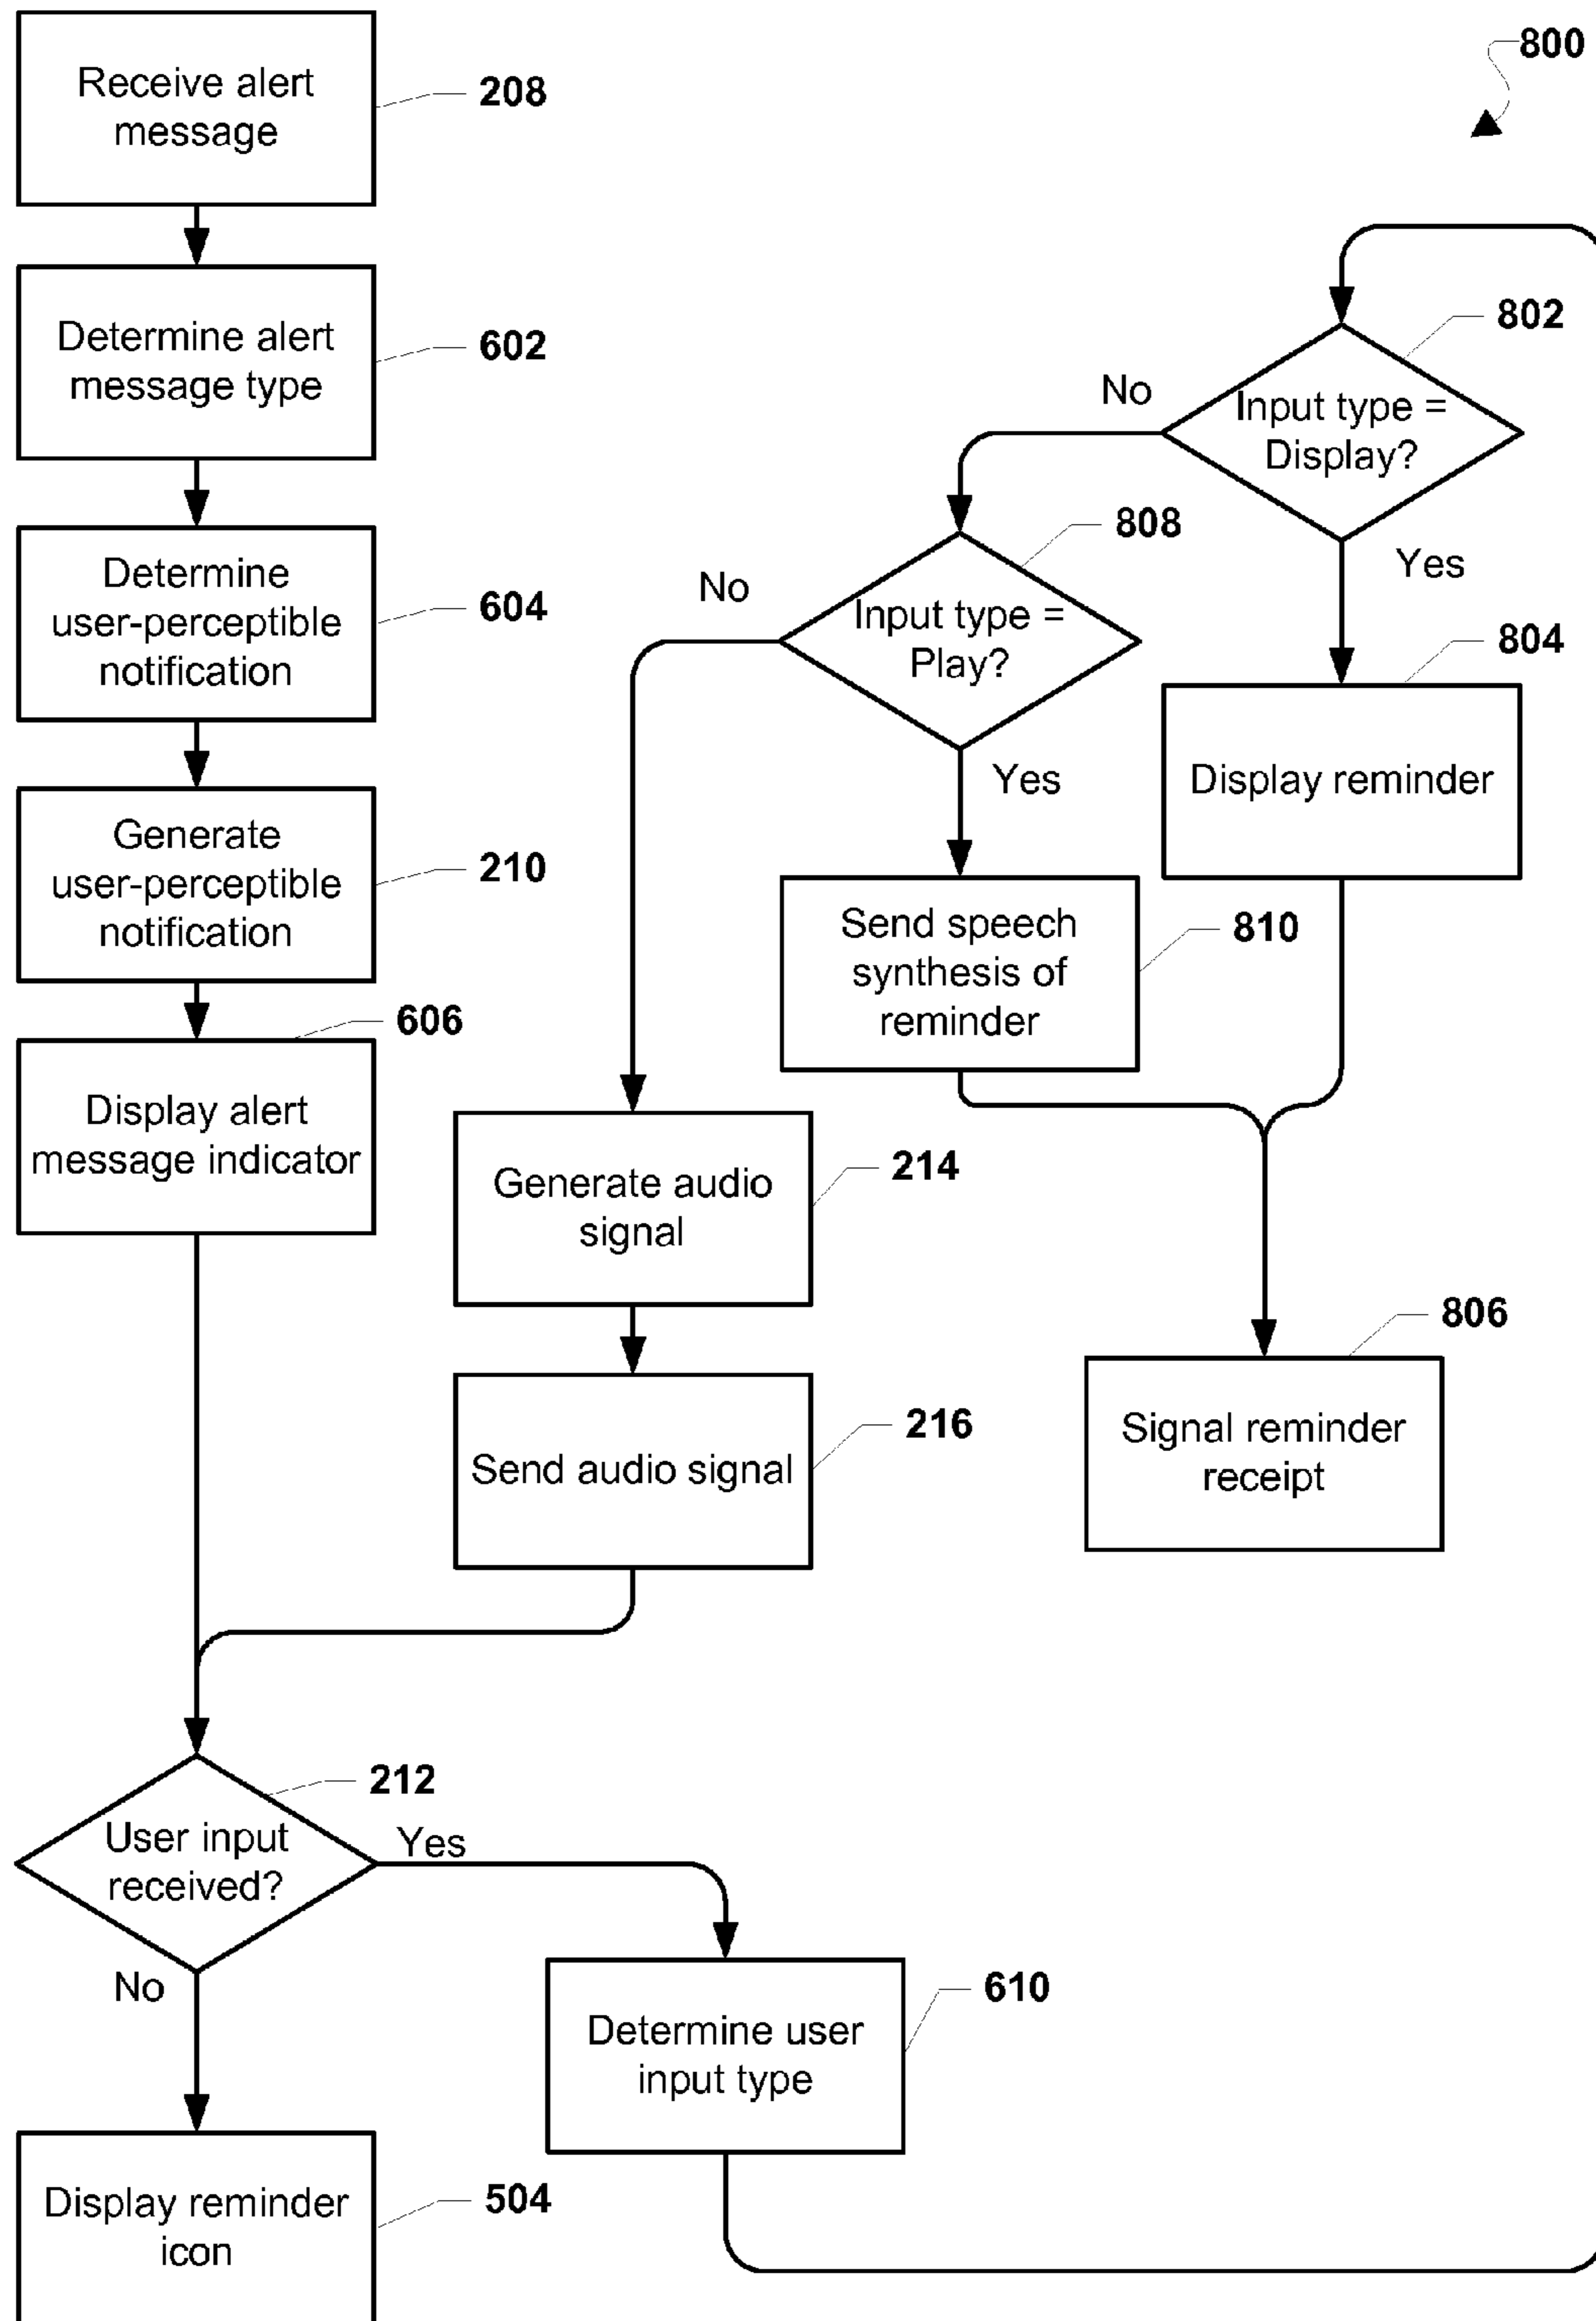 800
Receive alert
message
208
Determine alert
message type
602
Determine
user-perceptible
notification
604
Generate
user-perceptible
notification
210
Display alert
message indicator
606
User input
received?
212
Yes
No
Display reminder
icon
504
Determine user
input type
610
Input type =
Display?
802
No
Yes
Display reminder
804
Input type =
Play?
808
No
Yes
Send speech
synthesis of
reminder
810
Signal reminder
receipt
806
Generate audio
signal
214
Send audio signal
216